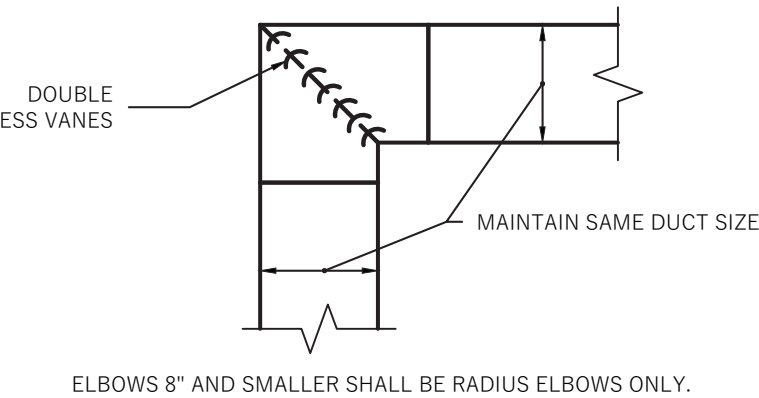 DOUBLE
ESS VANES
MAINTAIN SAME DUCT SIZE
ELBOWS 8" AND SMALLER SHALL BE RADIUS ELBOWS ONLY.